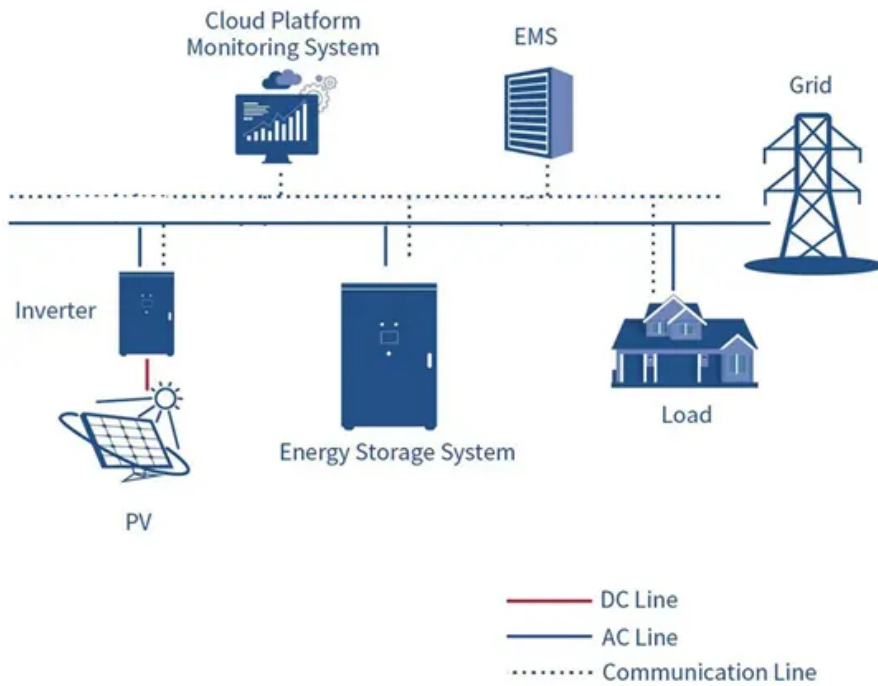 Cloud Platform
Monitoring System
EMS
Grid
Inverter
Load
Energy Storage System
PV
DC Line
AC Line
Communication Line